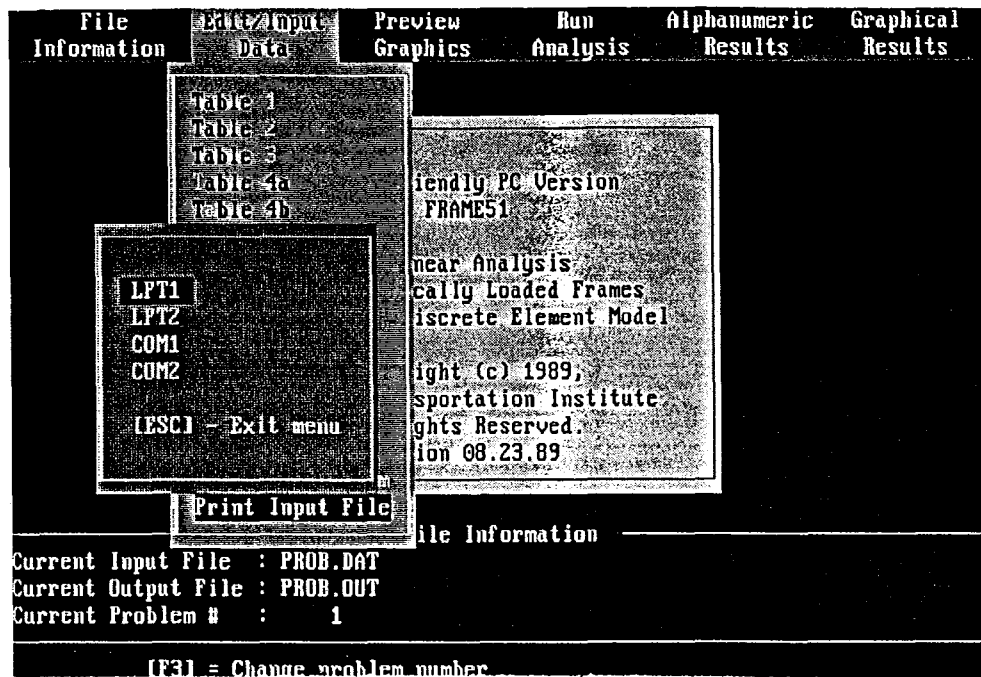 File Edit/Input Preview Run Alphanumeric Graphical
Information Data Graphics Analysis Results Results
Table 1
Table 2
Table 3
Table 4a
Table 4b
iendly PC Version
FRAME51
near Analysis
cally Loaded Frames
iscrete Element Model
ight (c) 1989,
sportation Institute
ghts Reserved.
ion 08.23.89
LPT1
LPT2
COM1
COM2
[ESC] - Exit menu
m
Print Input File
ile Information
Current Input File : PROB.DAT
Current Output File : PROB.OUT
Current Problem # : 1
[F3] = Change problem number